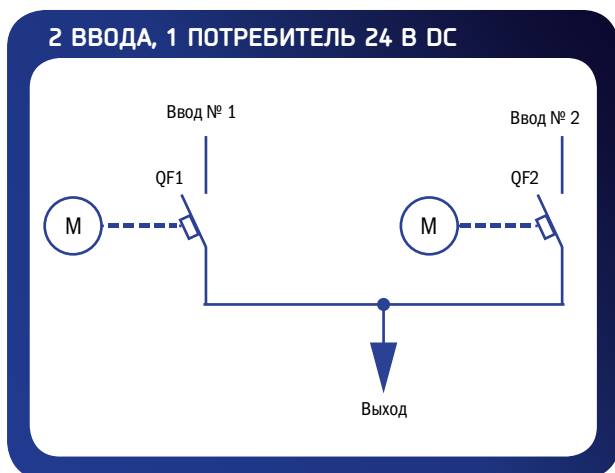 2 ВВОДА, 1 ПОТРЕБИТЕЛЬ 24 В DC
Ввод № 1
Ввод № 2
QF1
QF2
M
M
Выход